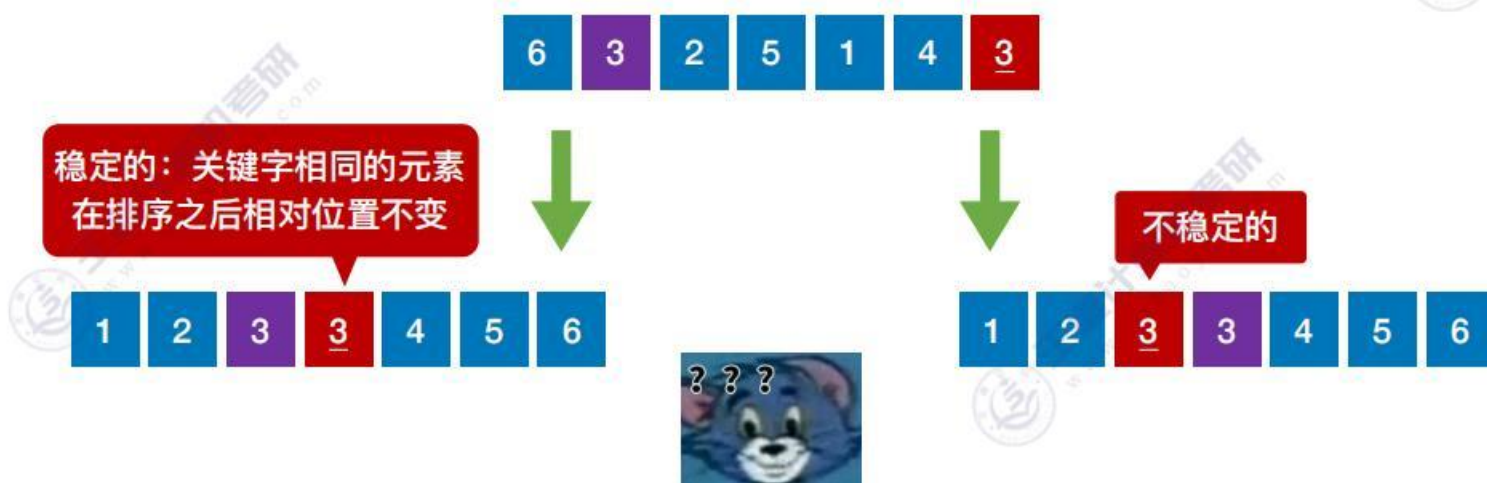 6 3 2 5 1 4 3
稳定的：关键字相同的元素
在排序之后相对位置不变
不稳定的
1 2 3 3 4 5 6
1 2 3 3 4 5 6
? ? ?